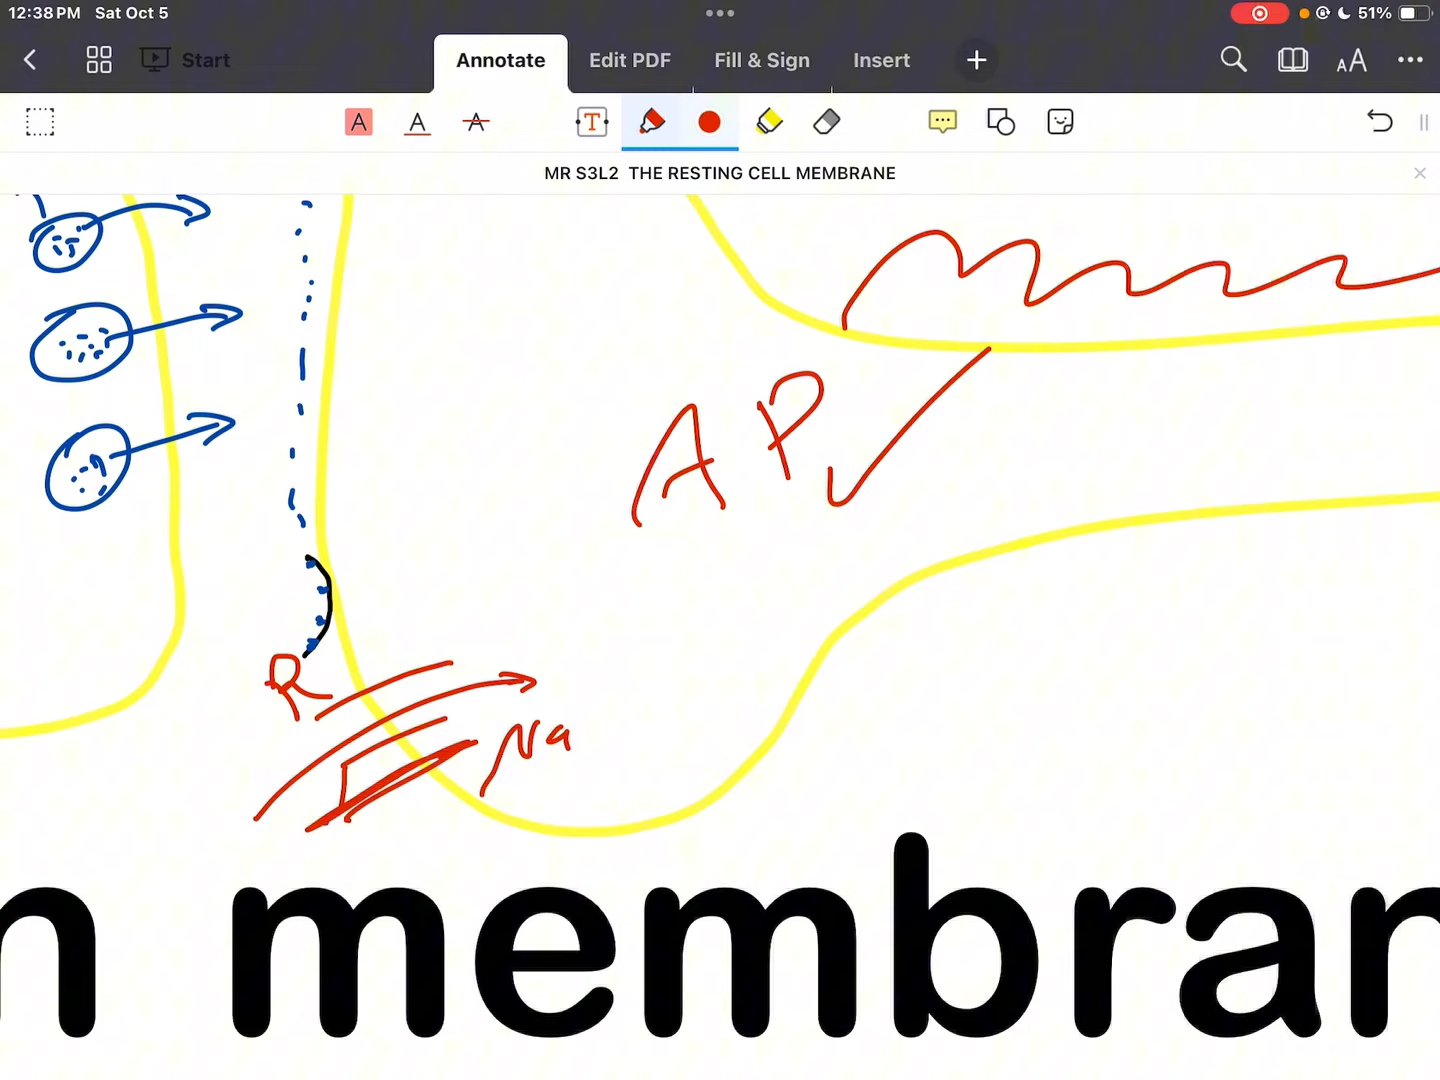 12:38 PM Sat Oct 5
51%
Start
Annotate
Edit PDF
Fill & Sign
Insert
AA
A A A T
MR S3L2 THE RESTING CELL MEMBRANE
AP
R
Na
n membran